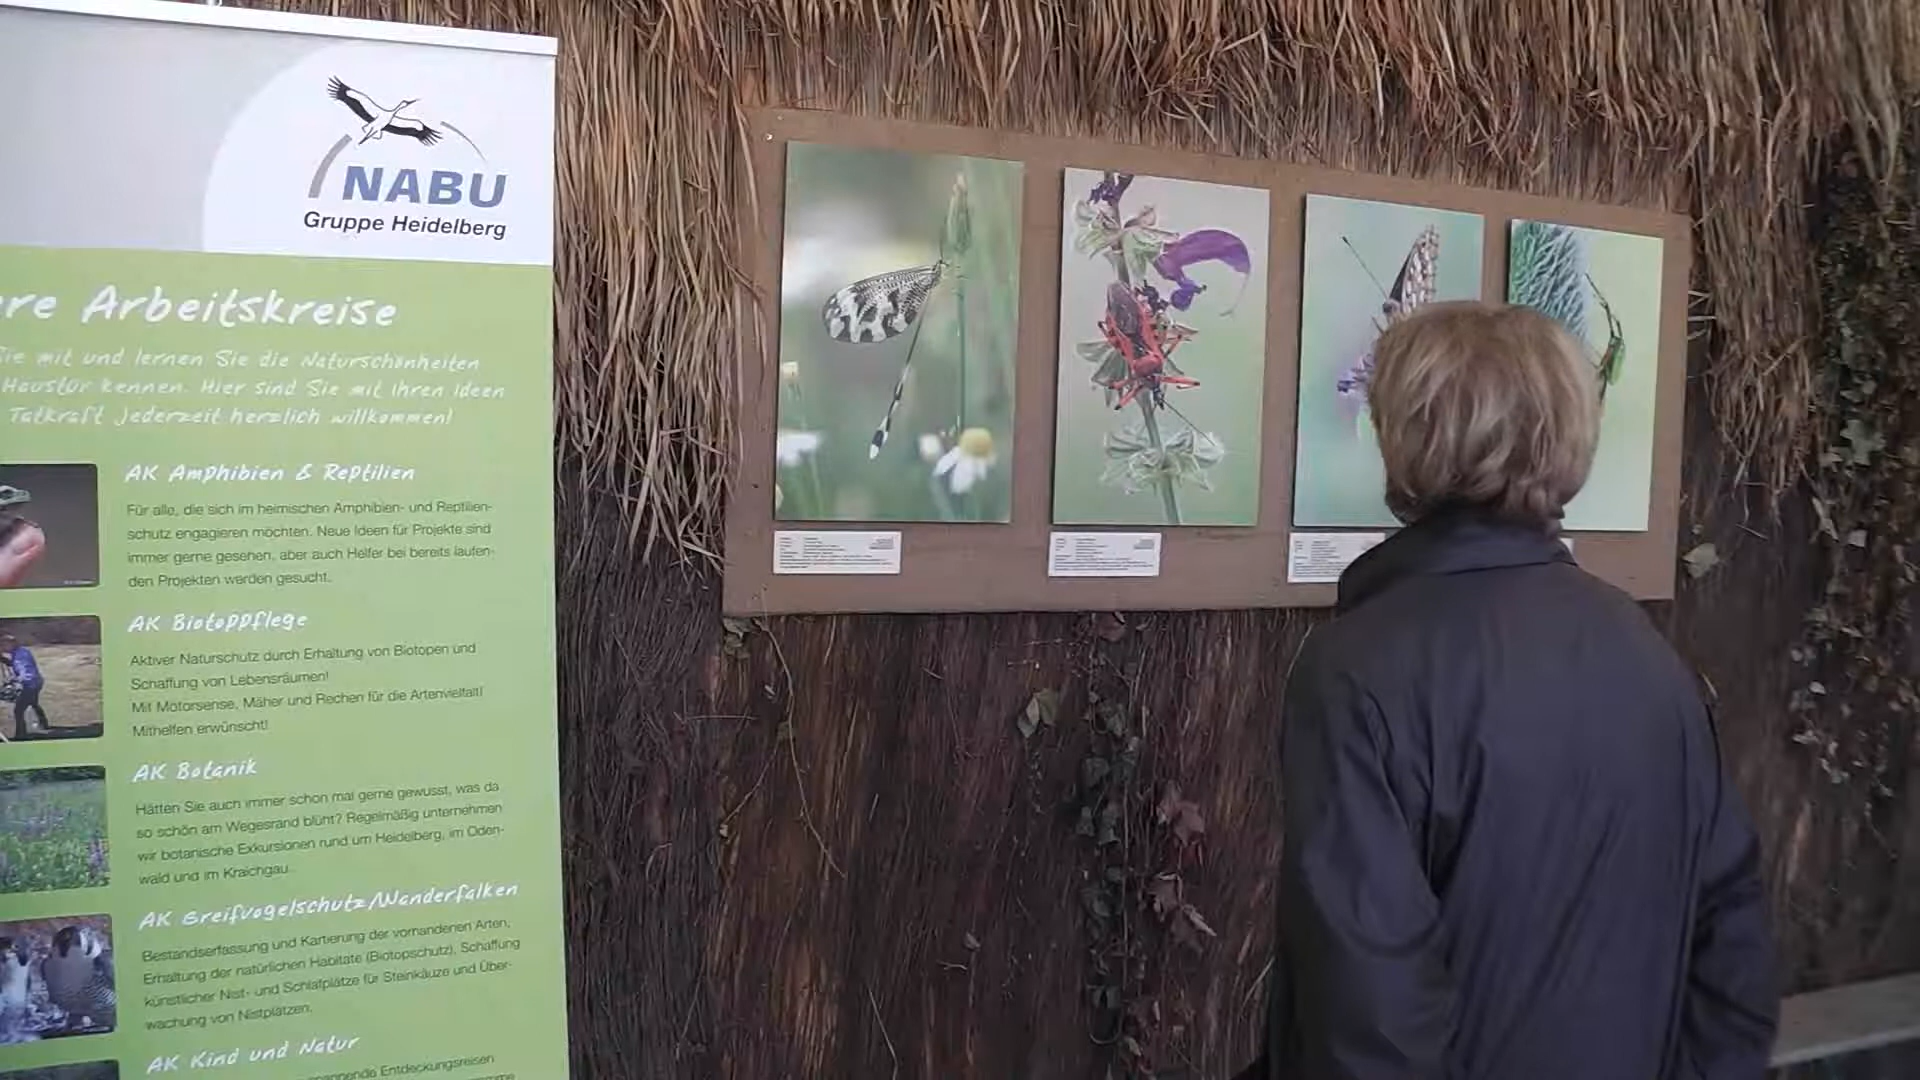 NABU
Gruppe Heidelberg
re Arbeitskreise
Sie mit und lernen Sie die Naturschönheiten
Haustür kennen. Hier sind Sie mit Ihren Ideen
Tatkraft jederzeit herzlich willkommen!
AK Amphibien & Reptilien
Für alle, die sich im heimischen Amphibien- und Reptilien-
schutz engagieren möchten. Neue Ideen für Projekte sind
immer gerne gesehen, aber auch Helfer bei bereits laufen-
den Projekten werden gesucht.
AK Biotoppflege
Aktiver Naturschutz durch Erhaltung von Biotopen und
Schaffung von Lebensräumen!
Mit Motorsense, Mäher und Rechen für die Artenvielfalt!
Mithelfen erwünscht!
AK Botanik
Hätten Sie auch immer schon mal gerne gewusst, was da
so schön am Wegesrand blüht? Regelmäßig unternehmen
wir botanische Exkursionen rund um Heidelberg, im Oden-
wald und im Kraichgau.
AK Greifvogelschutz/Wanderfalken
Bestandserfassung und Kartierung der vorhandenen Arten,
Erhaltung der natürlichen Habitate (Biotopschutz), Schaffung
künstlicher Nist- und Schlafplätze für Steinkäuze und Über-
wachung von Nistplätzen.
AK Kind und Natur
spannende Entdeckungsreisen